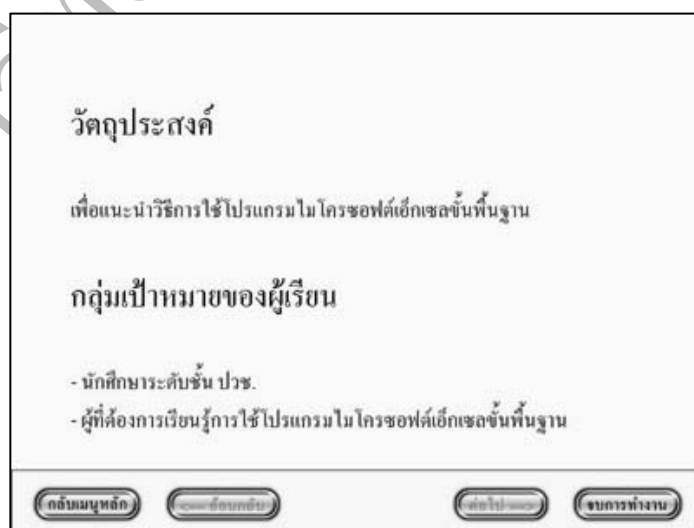 วัตถุประสงค์
เพื่อแนะนำวิธีการใช้โปรแกรมไมโครซอฟต์เอ็กเซลขั้นพื้นฐาน
กลุ่มเป้าหมายของผู้เรียน
- นักศึกษาระดับชั้น ปวช.
- ผู้ที่ต้องการเรียนรู้การใช้โปรแกรมไมโครซอฟต์เอ็กเซลขั้นพื้นฐาน
กลับเมนูหลัก <== ย้อนกลับ ต่อไป ==> จบการทำงาน